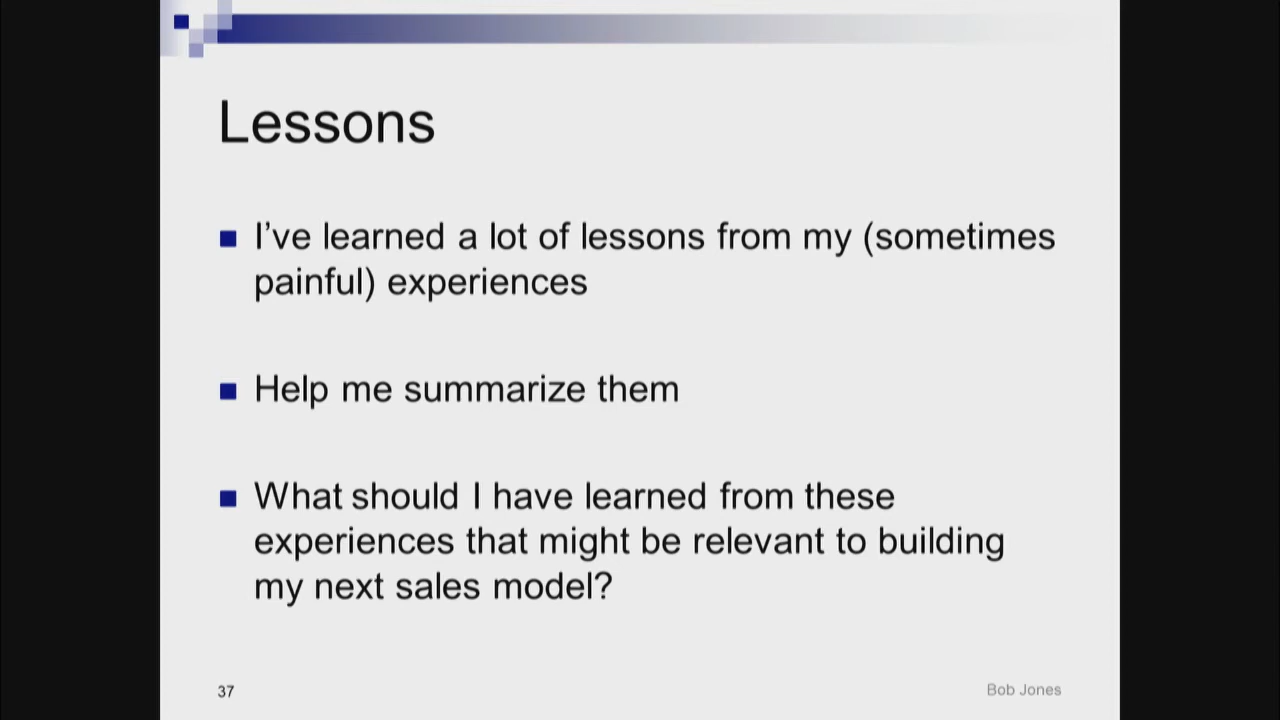 Lessons
I’ve learned a lot of lessons from my (sometimes
painful) experiences
Help me summarize them
What should I have learned from these
experiences that might be relevant to building
my next sales model?
37
Bob Jones